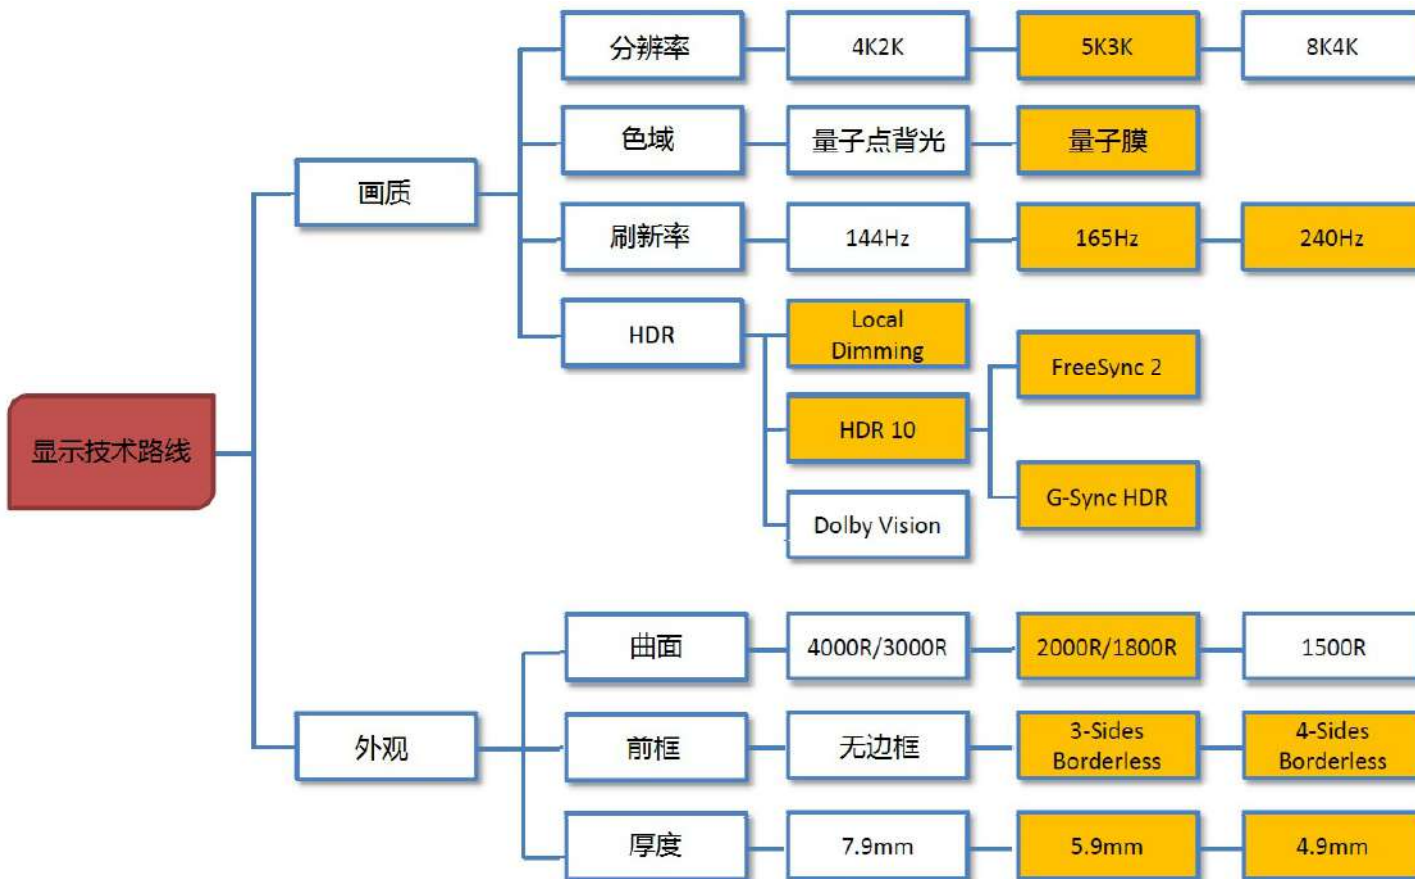 分辨率
4K2K
5K3K
8K4K
色域
量子点背光
量子膜
画质
刷新率
144Hz
165Hz
240Hz
HDR
Local
Dimming
FreeSync 2
HDR 10
显示技术路线
G-Sync HDR
Dolby Vision
曲面
4000R/3000R
2000R/1800R
1500R
外观
前框
无边框
3-Sides
Borderless
4-Sides
Borderless
厚度
7.9mm
5.9mm
4.9mm